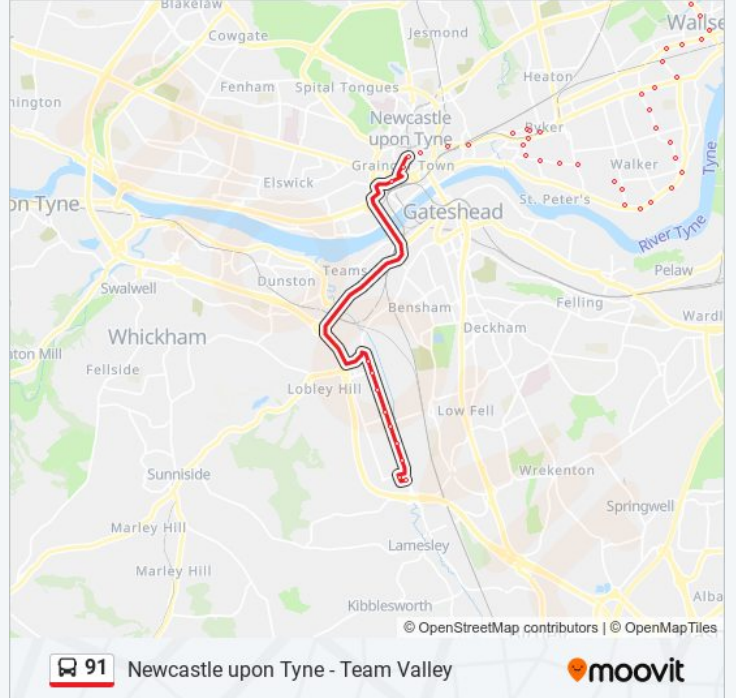 Blakelaw
Cowgate
Jesmond
Wallse
nington
Fenham
Spital Tongues
Heaton
Newcastle
upon Tyne
Byker
Grainger Town
Walker
Tyne
Elswick
on Tyne
St. Peter's
Gateshead
River Tyne
Teams
Pelaw
Dunston
Swalwell
Bensham
Felling
Wardl
Whickham
Deckham
ton Mill
Fellside
Lobley Hill
Low Fell
Sunniside
Wrekenton
Springwell
Marley Hill
Lamesley
Marley Hill
Alba
Kibblesworth
© OpenStreetMap contributors | © OpenMapTiles
91 Newcastle upon Tyne - Team Valley
moovit